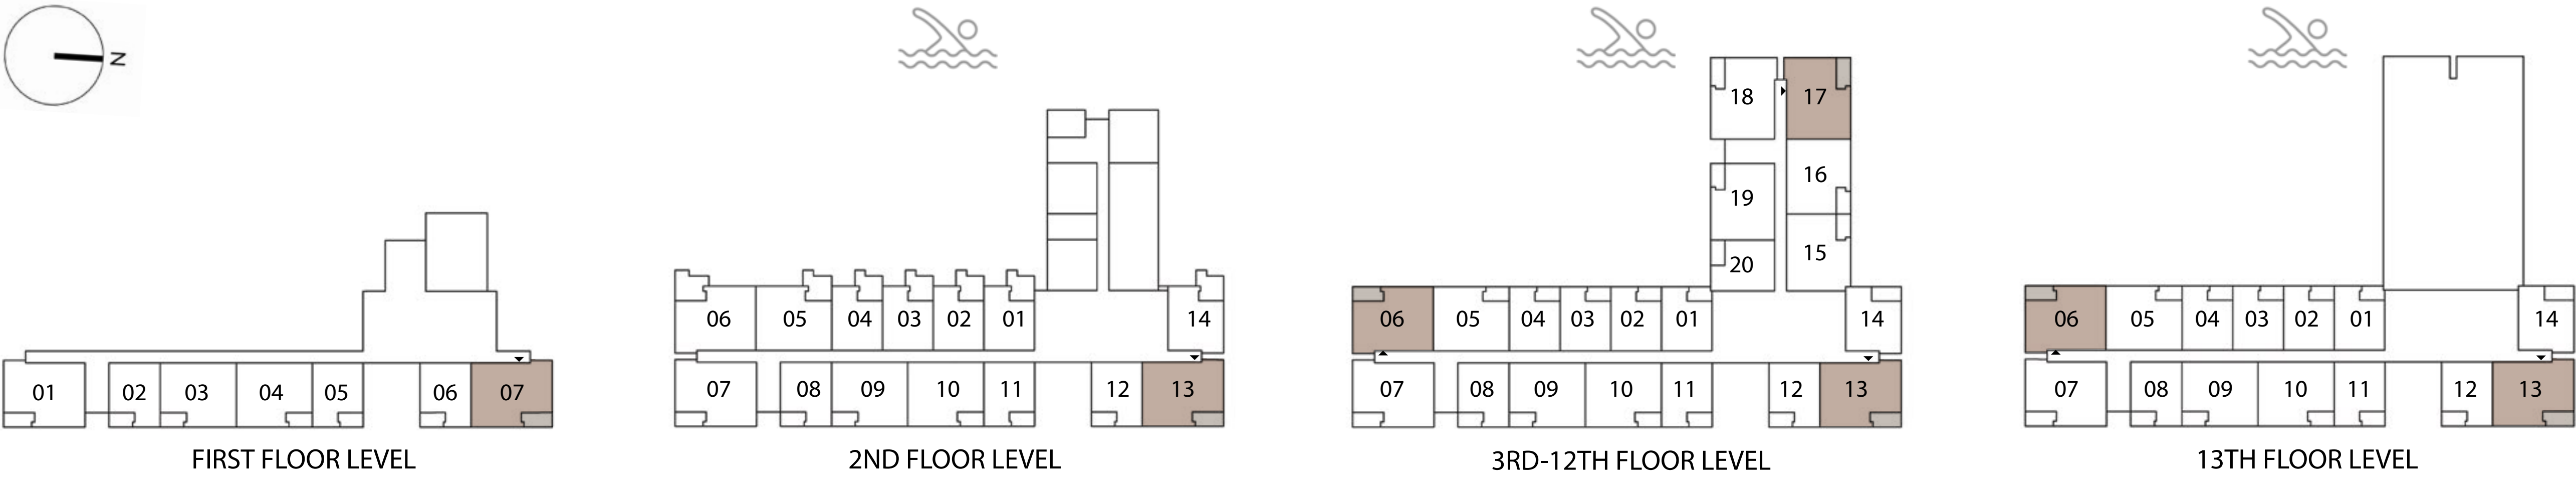 N
18 17
16
19
15
20
06 05 04 03 02 01 14
06 05 04 03 02 01 14
06 05 04 03 02 01 14
01 02 03 04 05 06 07
07 08 09 10 11 12 13
07 08 09 10 11 12 13
07 08 09 10 11 12 13
FIRST FLOOR LEVEL
2ND FLOOR LEVEL
3RD-12TH FLOOR LEVEL
13TH FLOOR LEVEL